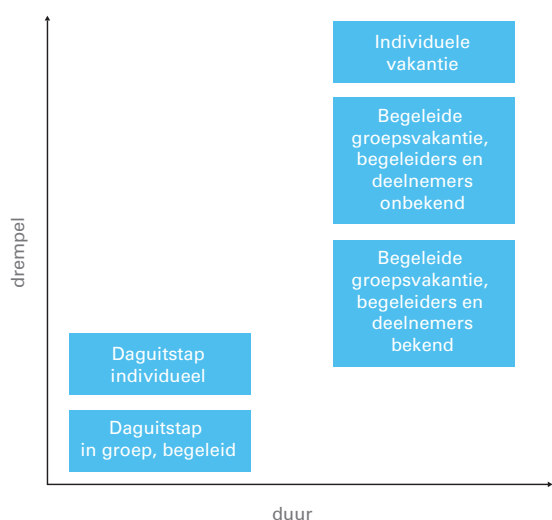 Individuele
vakantie
Begeleide
groepsvakantie,
begeleiders en
deelnemers
onbekend
Begeleide
groepsvakantie,
begeleiders en
deelnemers
bekend
Daguitstap
individueel
Daguitstap
in groep, begeleid
drempel
duur